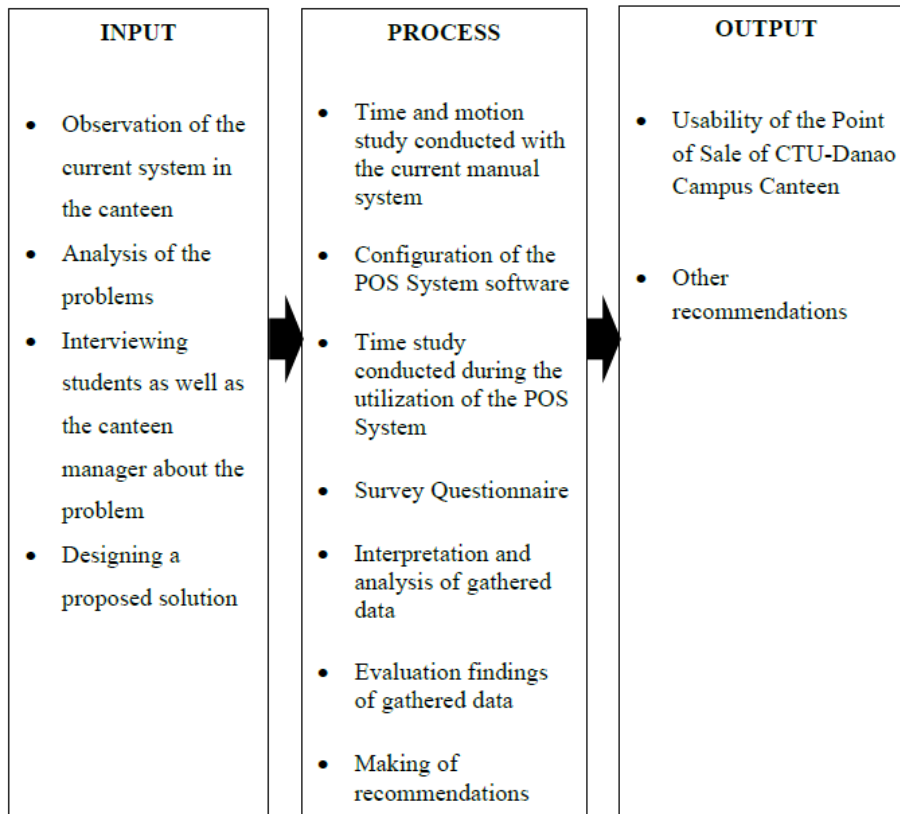 INPUT
• Observation of the
current system in
the canteen
• Analysis of the
problems
• Interviewing
students as well as
the canteen
manager about the
problem
• Designing a
proposed solution
PROCESS
• Time and motion
study conducted with
the current manual
system
• Configuration of the
POS System software
• Time study
conducted during the
utilization of the POS
System
• Survey Questionnaire
• Interpretation and
analysis of gathered
data
• Evaluation findings
of gathered data
• Making of
recommendations
OUTPUT
• Usability of the Point
of Sale of CTU-Danao
Campus Canteen
• Other
recommendations